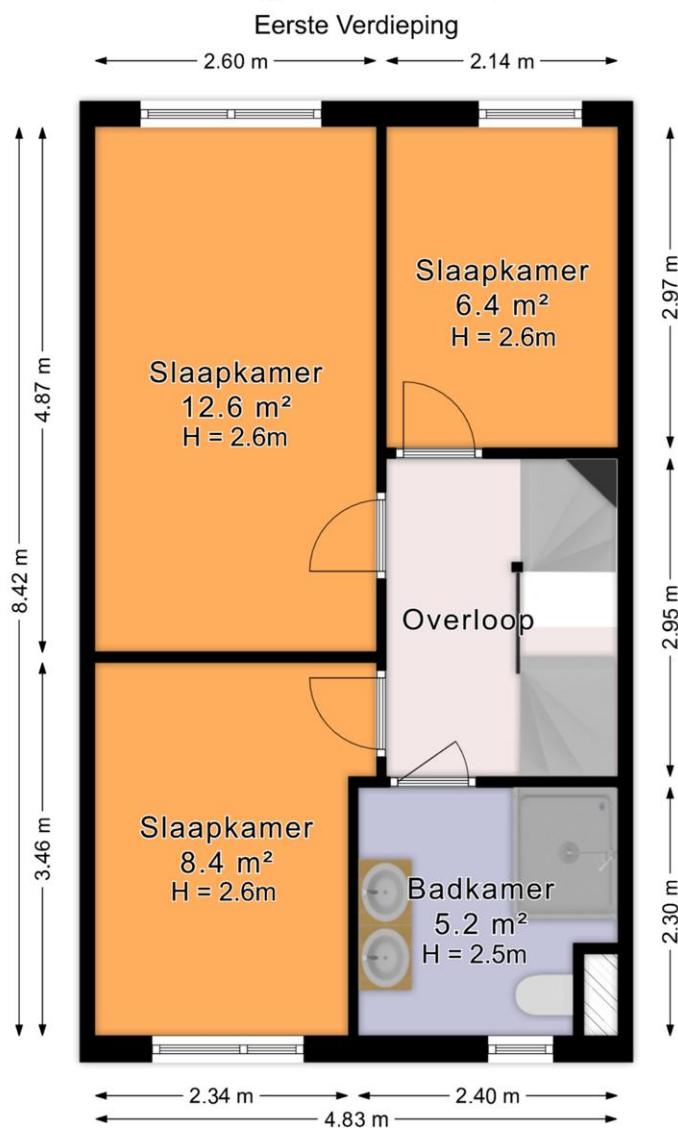 Eerste Verdieping
2.60 m
2.14 m
Slaapkamer
6.4 m²
H = 2.6m
2.97 m
Slaapkamer
12.6 m²
H = 2.6m
4.87 m
8.42 m
Overloop
2.95 m
Slaapkamer
8.4 m²
H = 2.6m
3.46 m
Badkamer
5.2 m²
H = 2.5m
2.30 m
2.34 m
2.40 m
4.83 m